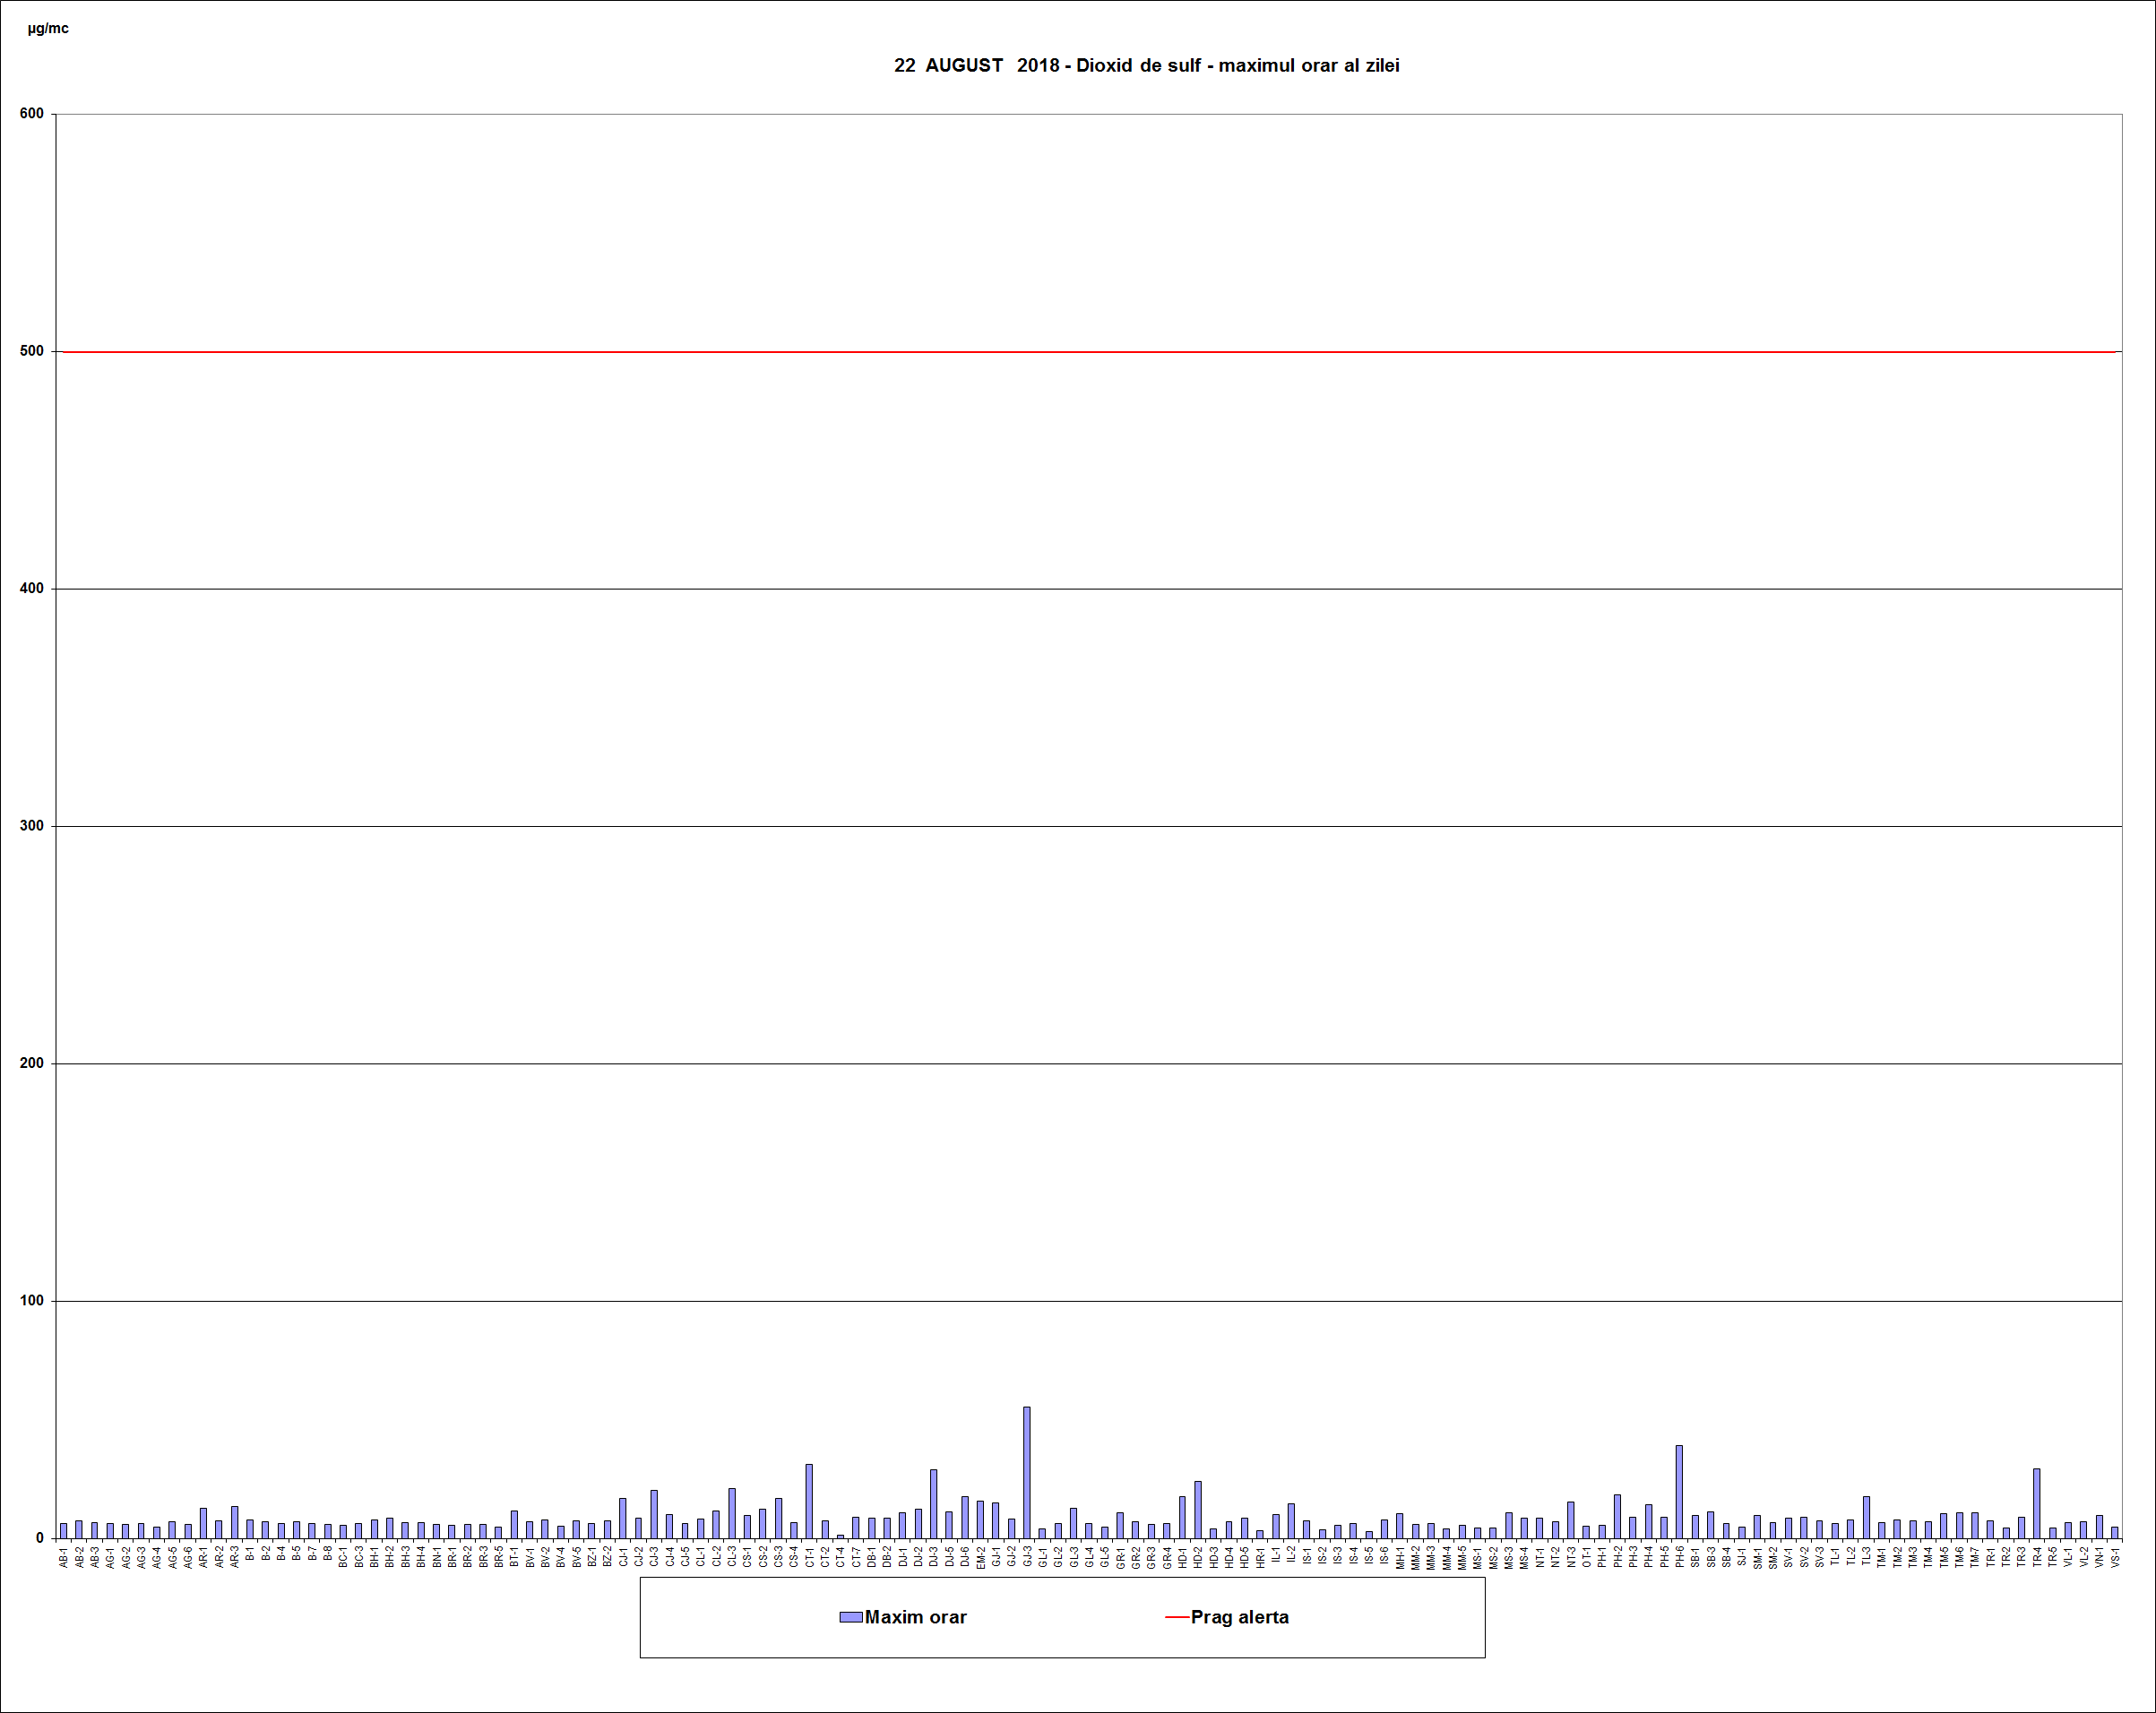 µg/mc
22 AUGUST 2018 - Dioxid de sulf - maximul orar al zilei
600
500
400
300
200
100
0
AB-1 AB-2 AB-3 AG-1 AG-2 AG-3 AG-4 AG-5 AG-6 AR-1 AR-2 AR-3 B-1 B-2 B-4 B-5 B-7 B-8 BC-1 BC-3 BH-1 BH-2 BH-3 BH-4 BN-1 BR-1 BR-2 BR-3 BR-5 BT-1 BV-1 BV-2 BV-4 BV-5 BZ-1 BZ-2 CJ-1 CJ-2 CJ-3 CJ-4 CJ-5 CL-1 CL-2 CL-3 CS-1 CS-2 CS-3 CS-4 CT-1 CT-2 CT-4 CT-7 DB-1 DB-2 DJ-1 DJ-2 DJ-3 DJ-5 DJ-6 EM-2 GJ-1 GJ-2 GJ-3 GL-1 GL-2 GL-3 GL-4 GL-5 GR-1 GR-2 GR-3 GR-4 HD-1 HD-2 HD-3 HD-4 HD-5 HR-1 IL-1 IL-2 IS-1 IS-2 IS-3 IS-4 IS-5 IS-6 MH-1 MM-2 MM-3 MM-4 MM-5 MS-1 MS-2 MS-3 MS-4 NT-1 NT-2 NT-3 OT-1 PH-1 PH-2 PH-3 PH-4 PH-5 PH-6 SB-1 SB-3 SB-4 SJ-1 SM-1 SM-2 SV-1 SV-2 SV-3 TL-1 TL-2 TL-3 TM-1 TM-2 TM-3 TM-4 TM-5 TM-6 TM-7 TR-1 TR-2 TR-3 TR-4 TR-5 VL-1 VL-2 VN-1 VS-1
Maxim orar Prag alerta